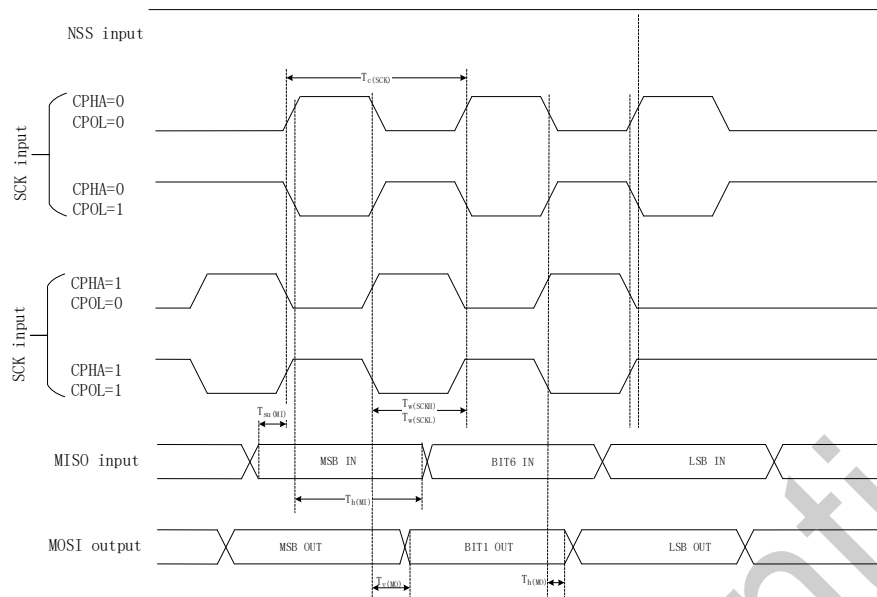 NSS input
Tc(SCK)
SCK input
CPHA=0
CPOL=0
CPHA=0
CPOL=1
SCK input
CPHA=1
CPOL=0
CPHA=1
CPOL=1
Tsu(MI)
Tw(SCKH)
Tw(SCKL)
MISO input
MSB IN
BIT6 IN
LSB IN
Th(MI)
MOSI output
MSB OUT
BIT1 OUT
LSB OUT
Tv(MO)
Th(MO)